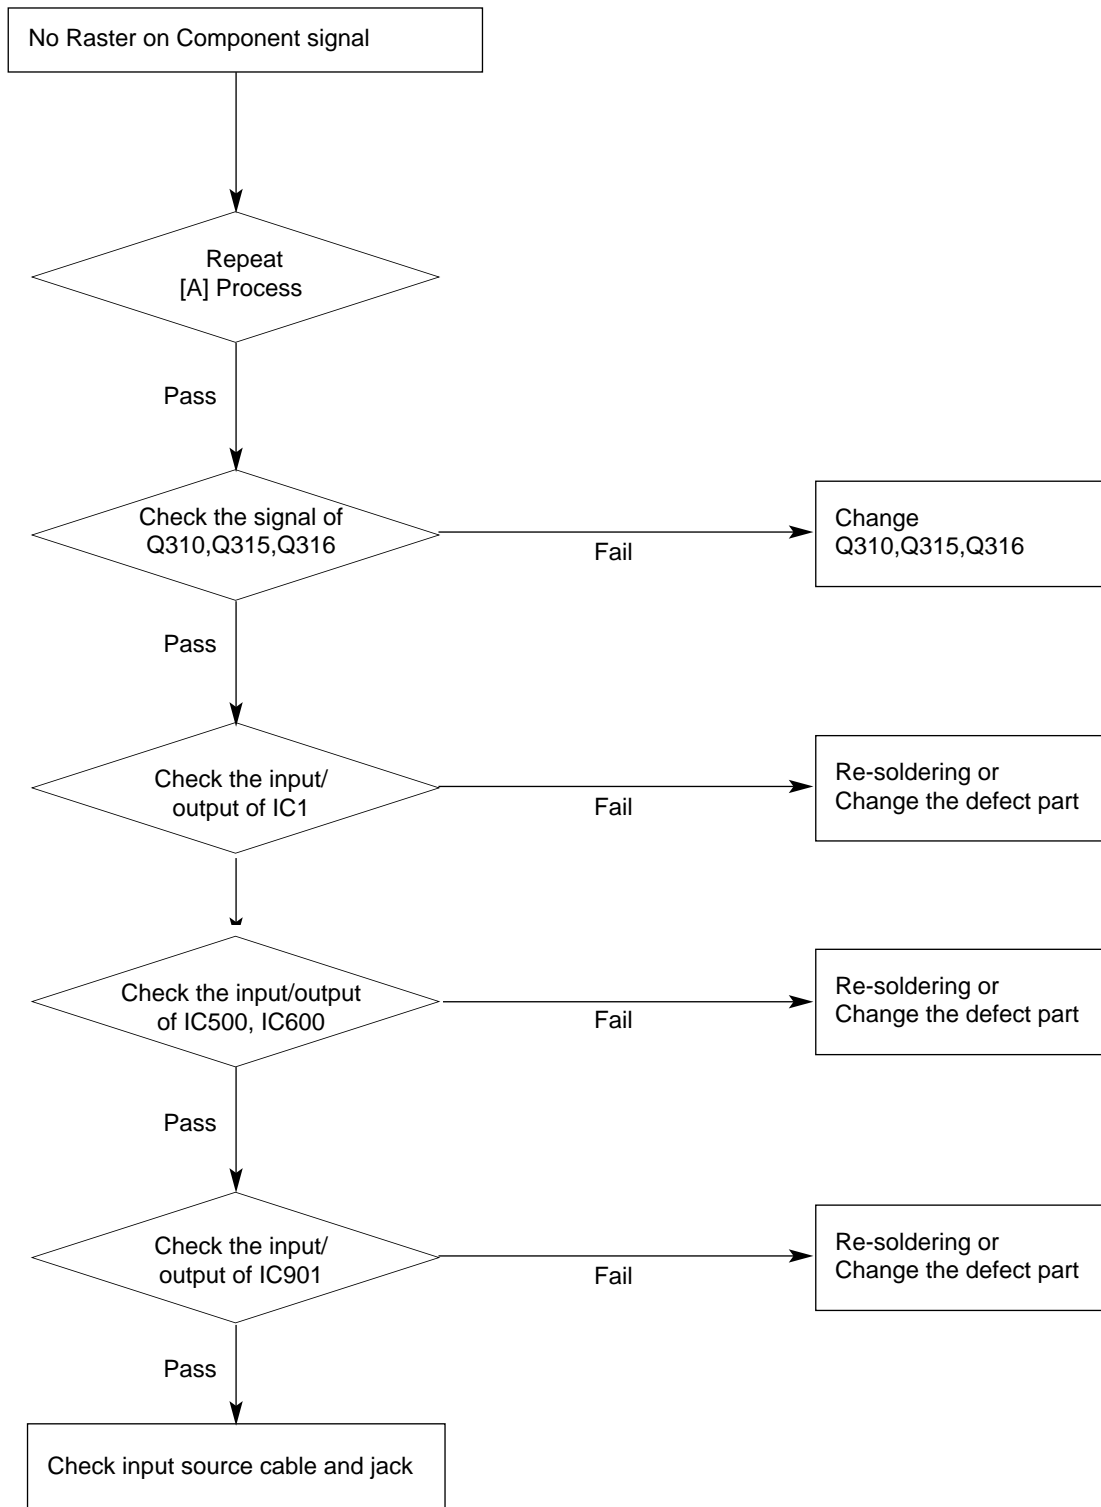 No Raster on Component signal
Repeat
[A] Process
Pass
Check the signal of
Q310,Q315,Q316
Fail
Change
Q310,Q315,Q316
Pass
Check the input/
output of IC1
Fail
Re-soldering or
Change the defect part
Check the input/output
of IC500, IC600
Fail
Re-soldering or
Change the defect part
Pass
Check the input/
output of IC901
Fail
Re-soldering or
Change the defect part
Pass
Check input source cable and jack